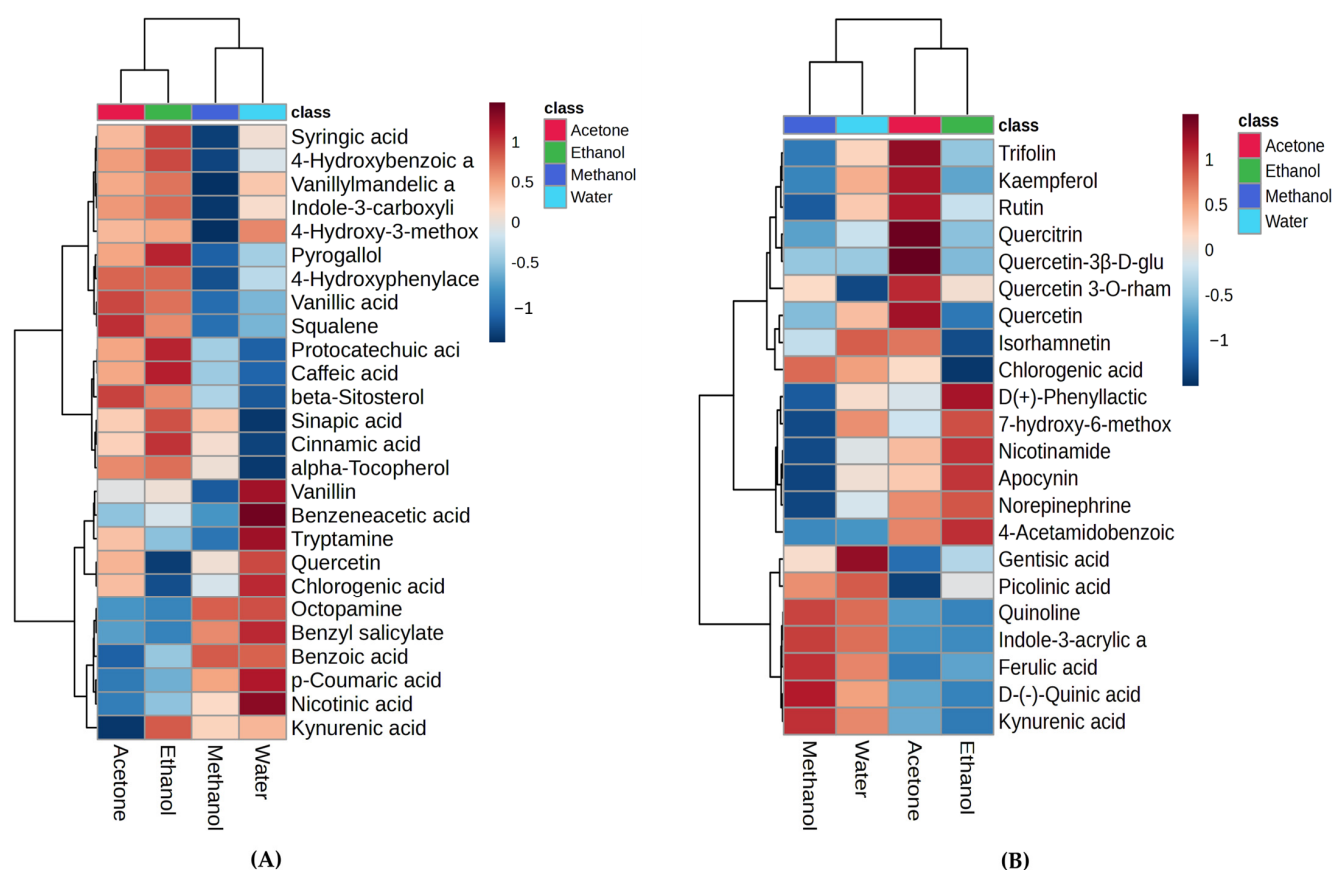 class
Syringic acid
4-Hydroxybenzoic a
Vanillylmandelic a
Indole-3-carboxyli
4-Hydroxy-3-methox
Pyrogallol
4-Hydroxyphenylace
Vanillic acid
Squalene
Protocatechuic aci
Caffeic acid
beta-Sitosterol
Sinapic acid
Cinnamic acid
alpha-Tocopherol
Vanillin
Benzeneacetic acid
Tryptamine
Quercetin
Chlorogenic acid
Octopamine
Benzyl salicylate
Benzoic acid
p-Coumaric acid
Nicotinic acid
Kynurenic acid
Acetone
Ethanol
Methanol
Water
1
0.5
0
-0.5
−1
class
Acetone
Ethanol
Methanol
Water
(A)
class
Trifolin
Kaempferol
Rutin
Quercitrin
Quercetin-3β-D-glu
Quercetin 3-O-rham
Quercetin
Isorhamnetin
Chlorogenic acid
D(+)-Phenyllactic
7-hydroxy-6-methox
Nicotinamide
Apocynin
Norepinephrine
4-Acetamidobenzoic
Gentisic acid
Picolinic acid
Quinoline
Indole-3-acrylic a
Ferulic acid
D-(-)-Quinic acid
Kynurenic acid
Methanol
Water
Acetone
Ethanol
1
0.5
0
-0.5
−1
class
Acetone
Ethanol
Methanol
Water
(B)